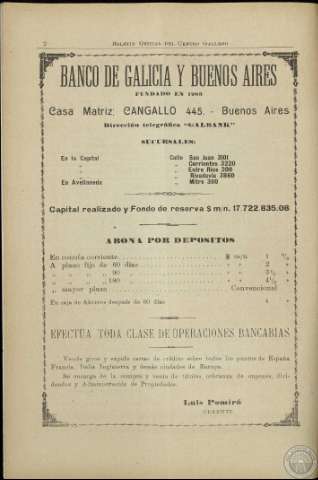 2 BOLETIN OFICIAL DEL CENTRO GALLEGO
BANCO DE GALICIA Y BUENOS AIRES
FUNDADO EN 1905
Casa Matriz: CANGALLO 445. - Buenos Aires
Dirección telegráfica "GALBANK"
SUCURSALES:
En la Capital Calle San Juan 3101
" " Corrientes 3220
" " Entre Rios 200
" " Rivadavia 3860
En Avellaneda " Mitre 300
Capital realizado y Fondo de reserva $ m/n. 17.722.635.08
ABONA POR DEPOSITOS
En cuenta corriente $ m/n 1 %
A plazo fijo de 60 días " 2 "
" " " " 90 " " 3½
" " " " 180 " " 4½ "
" mayor plazo Convencional
En caja de Ahorros después de 60 días 4 "
EFECTUA TODA CLASE DE OPERACIONES BANCARIAS
Vende giros y expide cartas de crédito sobre todos los puntos de España
Francia, Italia Inglaterra y demás ciudades de Europa.
Se encarga de la compra y venta de títulos cobranza de cupones, divi-
dendos y Administración de Propiedades.
Luis Pomiró
GERENTE